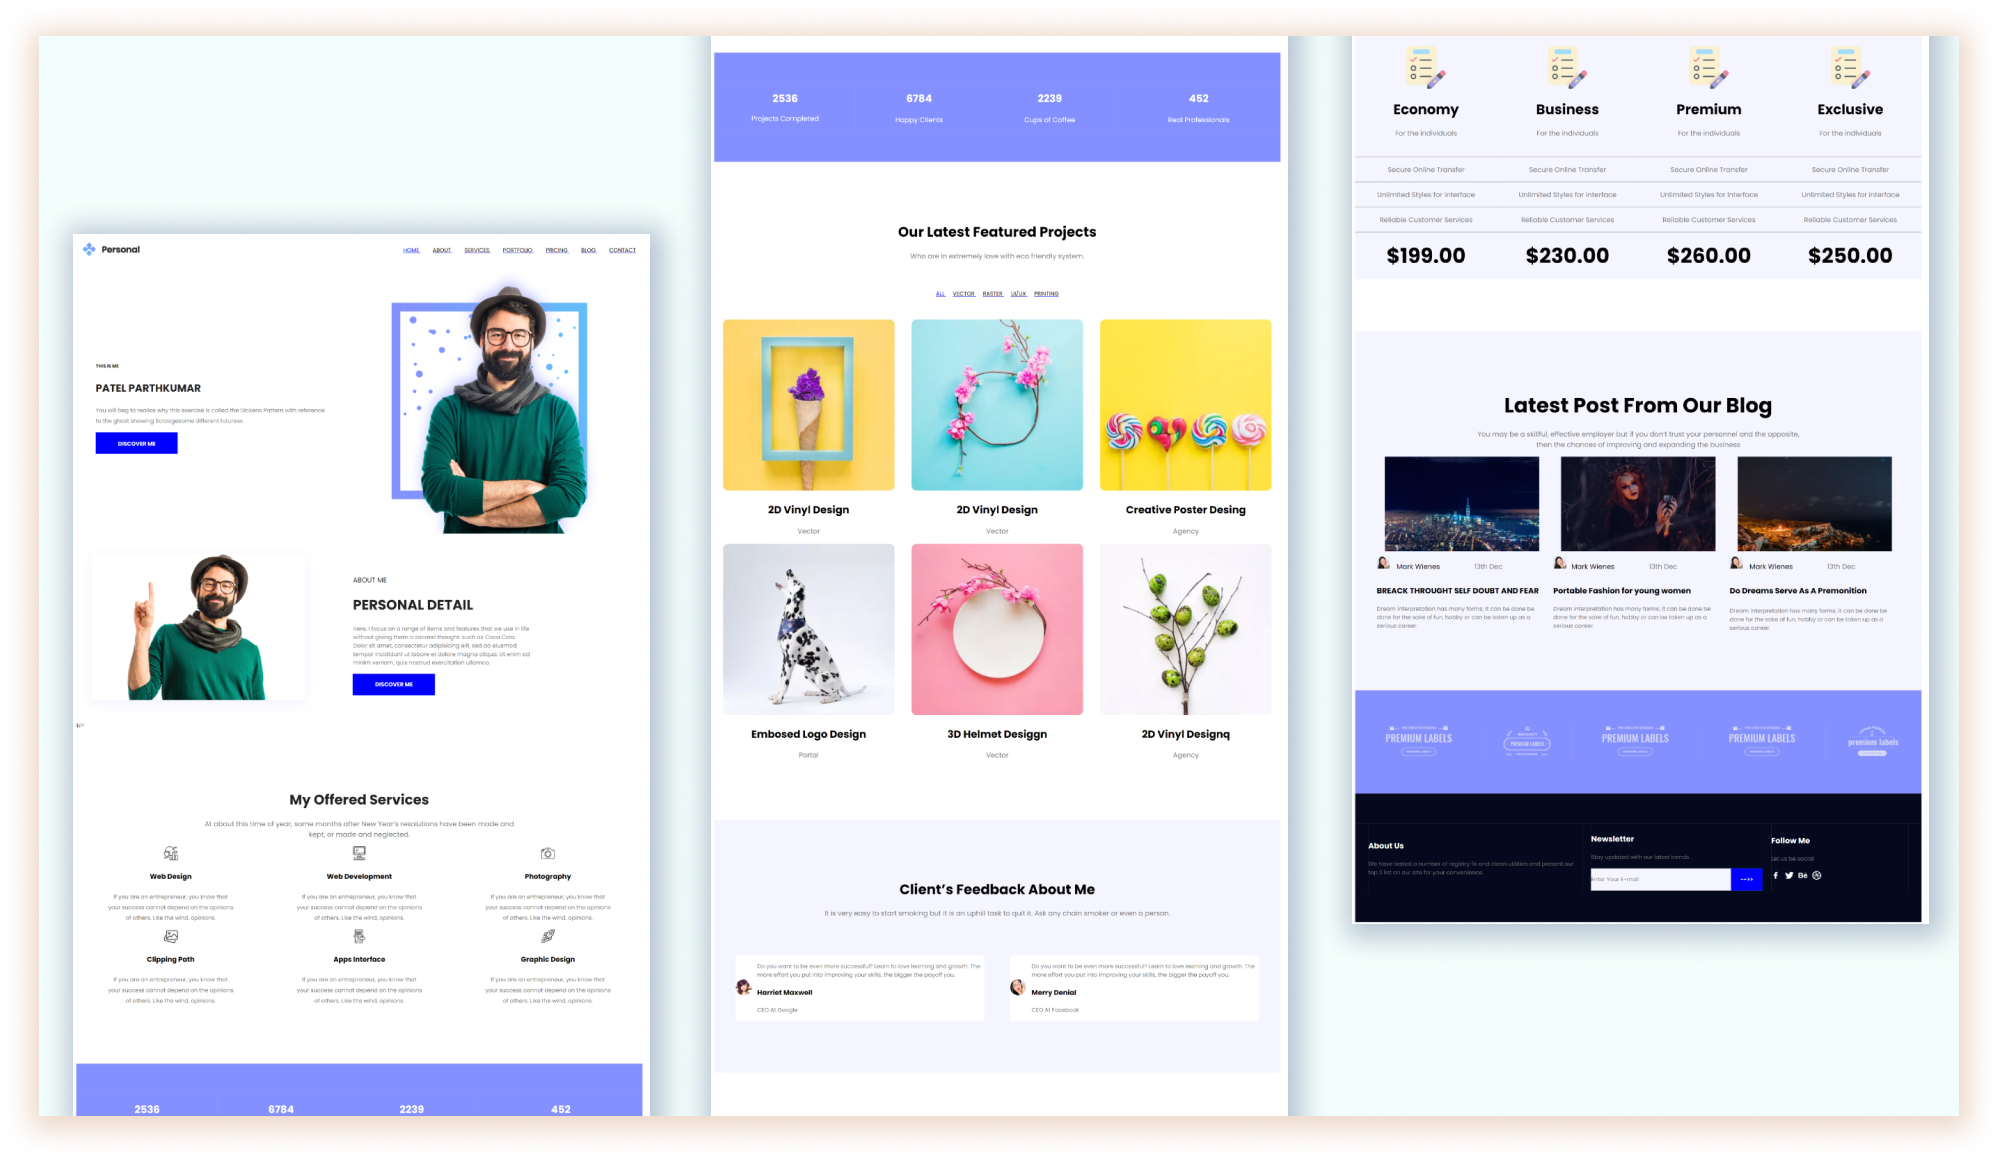 Personal
HOME ABOUT SERVICES PORTFOLIO PRICING BLOG CONTACT
THIS IS ME
PATEL PARTHKUMAR
You will beg to realise why this exercise is called the Dickens Pattern with reference
to the ghost showing Scroogesome different futuresx.
DISCOVER ME
ABOUT ME
PERSONAL DETAIL
Here, I focus on a range of items and features that we use in life
without giving them a second thought. such as Coca Cola.
Dolor sit amet, consectetur adipisicing elit, sed do eiusmod
tempor incididunt ut labore et dolore magna aliqua. Ut enim ad
minim veniam, quis nostrud exercitation ullamco.
DISCOVER ME
My Offered Services
At about this time of year, some months after New Year's resolutions have been made and
kept, or made and neglected.
Web Design
If you are an entrepreneur, you know that
your success cannot depend on the opinions
of others. Like the wind, opinions.
Web Development
If you are an entrepreneur, you know that
your success cannot depend on the opinions
of others. Like the wind, opinions.
Photography
If you are an entrepreneur, you know that
your success cannot depend on the opinions
of others. Like the wind, opinions.
Clipping Path
If you are an entrepreneur, you know that
your success cannot depend on the opinions
of others. Like the wind, opinions.
Apps Interface
If you are an entrepreneur, you know that
your success cannot depend on the opinions
of others. Like the wind, opinions.
Graphic Design
If you are an entrepreneur, you know that
your success cannot depend on the opinions
of others. Like the wind, opinions.
2536 6784 2239 452
2536 6784 2239 452
Projects Completed Happy Clients Cups of Coffee Real Professionals
Our Latest Featured Projects
Who are in extremely love with eco friendly system.
ALL VECTOR RASTER UI/UX PRINTING
2D Vinyl Design 2D Vinyl Design Creative Poster Desing
Vector Vector Agency
Embosed Logo Design 3D Helmet Desiggn 2D Vinyl Designq
Portal Vector Agency
Client's Feedback About Me
It is very easy to start smoking but it is an uphill task to quit it. Ask any chain smoker or even a person.
Do you want to be even more successful? Learn to love learning and growth. The
more effort you put into improving your skills, the bigger the payoff you.
Harriet Maxwell
CEO At Google
Do you want to be even more successful? Learn to love learning and growth. The
more effort you put into improving your skills, the bigger the payoff you.
Merry Denial
CEO At Facebook
Economy Business Premium Exclusive
For the individuals For the individuals For the individuals For the individuals
Secure Online Transfer Secure Online Transfer Secure Online Transfer Secure Online Transfer
Unlimited Styles for interface Unlimited Styles for interface Unlimited Styles for interface Unlimited Styles for interface
Reliable Customer Services Reliable Customer Services Reliable Customer Services Reliable Customer Services
$199.00 $230.00 $260.00 $250.00
Latest Post From Our Blog
You may be a skillful, effective employer but if you don't trust your personnel and the opposite,
then the chances of improving and expanding the business
Mark Wienes 13th Dec
BREACK THROUGHT SELF DOUBT AND FEAR
Dream interpretation has many forms; it can be done be
done for the sake of fun, hobby or can be taken up as a
serious career.
Mark Wienes 13th Dec
Portable Fashion for young women
Dream interpretation has many forms; it can be done be
done for the sake of fun, hobby or can be taken up as a
serious career.
Mark Wienes 13th Dec
Do Dreams Serve As A Premonition
Dream interpretation has many forms; it can be done be
done for the sake of fun, hobby or can be taken up as a
serious career.
PREMIUM LABELS PREMIUM LABELS PREMIUM LABELS PREMIUM LABELS premium labels
About Us
We have tested a number of registry fix and clean utilities and present our
top 3 list on our site for your convenience.
Newsletter
Stay updated with our latest trends
Enter Your E-mail
-->>
Follow Me
Let us be social